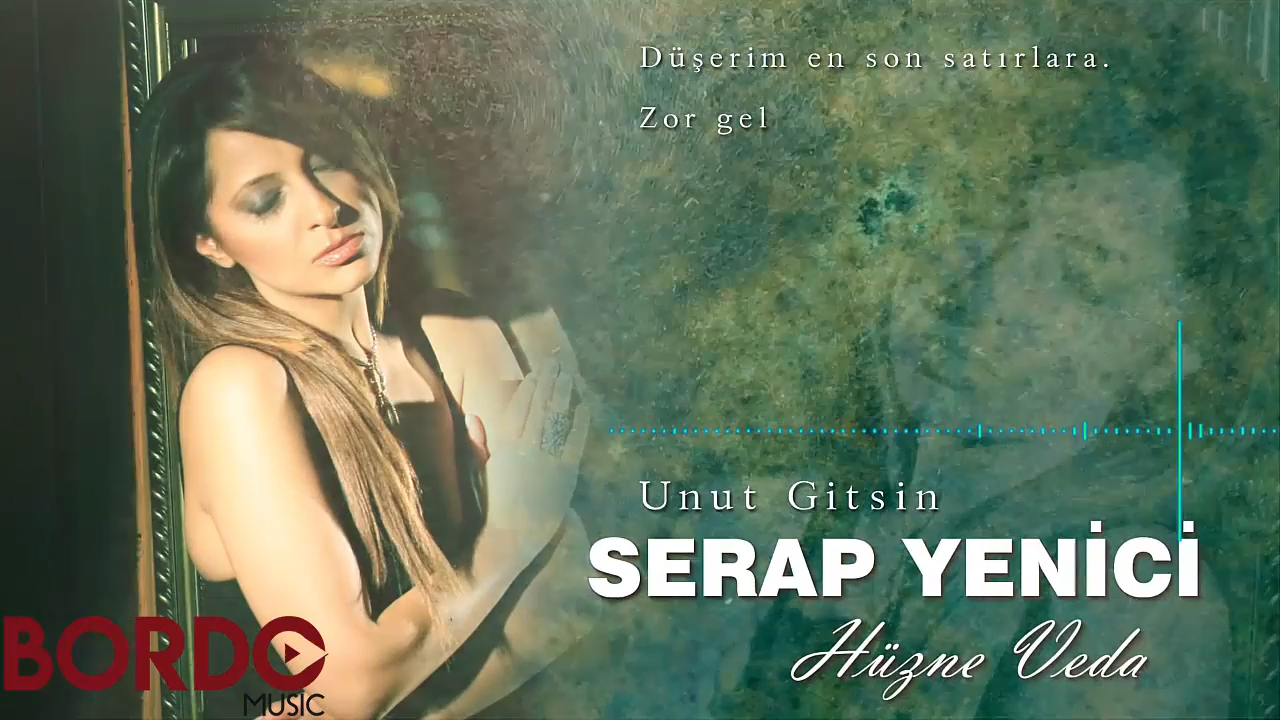 Düşerim en son satırlara.
Zor gel
Unut Gitsin
SERAP YENİCİ
Hüzne Veda
BORDO
MUSIC